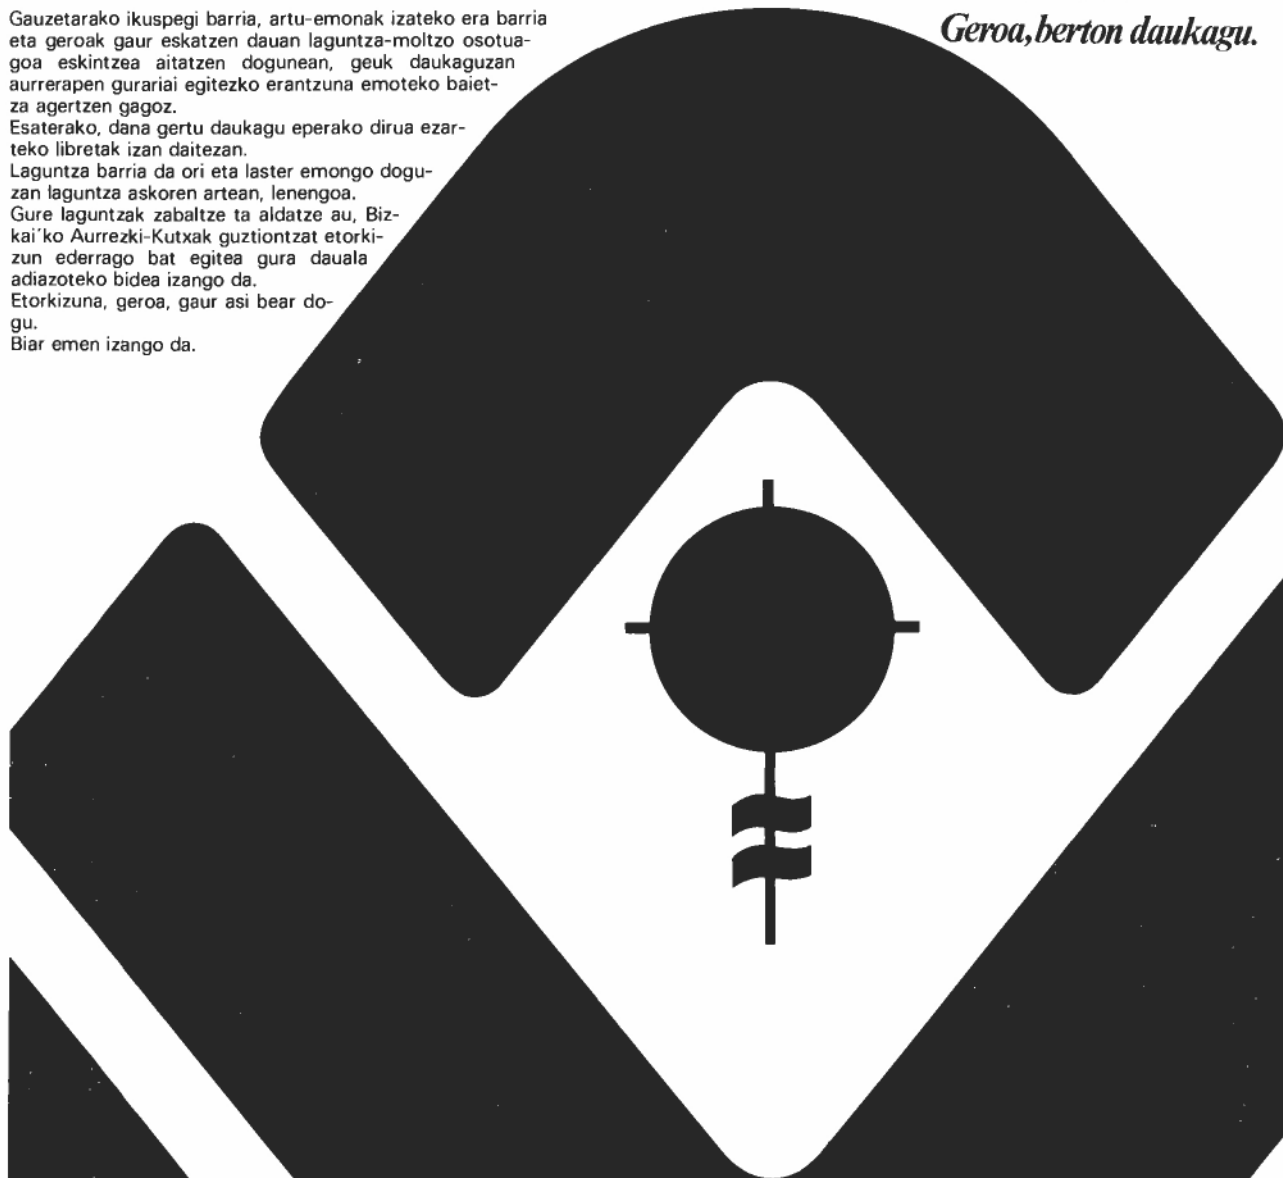 Gauzetarako ikuspegi barria, artu-emonak izateko era barria
eta geroak gaur eskatzen dauan laguntza-moltzo osotua-
goa eskintzea aitatzen dogunean, geuk daukaguzan
aurrerapen gurariai egitezko erantzuna emoteko baiet-
za agertzen gagoz.
Esaterako, dana gertu daukagu eperako dirua ezar-
teko libretak izan daitezan.
Laguntza barria da ori eta laster emongo dogu-
zan laguntza askoren artean, lenengoa.
Gure laguntzak zabaltze ta aldatze au, Biz-
kai'ko Aurrezki-Kutxak guztiontzat etorki-
zun ederrago bat egitea gura dauala
adiazoteko bidea izango da.
Etorkizuna, geroa, gaur asi bear do-
gu.
Biar emen izango da.
Geroa, berton daukagu.